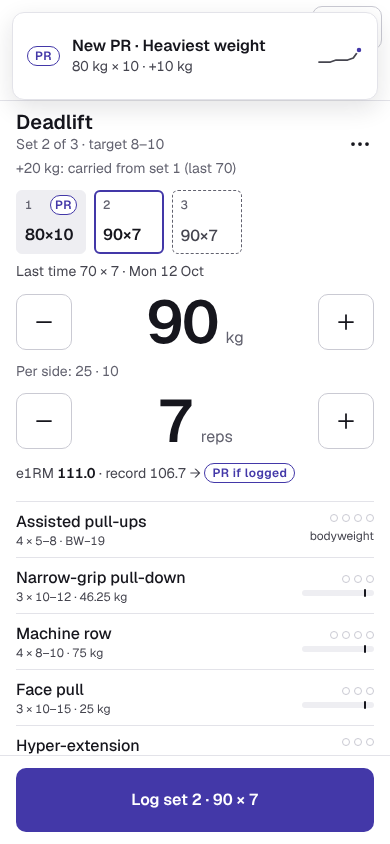 PR
New PR · Heaviest weight
80 kg × 10 · +10 kg
Deadlift
Set 2 of 3 · target 8–10
+20 kg: carried from set 1 (last 70)
1 PR
80×10
2
90×7
3
90×7
Last time 70 × 7 · Mon 12 Oct
− 90 kg +
Per side: 25 · 10
− 7 reps +
e1RM 111.0 · record 106.7 → PR if logged
Assisted pull-ups
4 × 5–8 · BW–19
bodyweight
Narrow-grip pull-down
3 × 10–12 · 46.25 kg
Machine row
4 × 8–10 · 75 kg
Face pull
3 × 10–15 · 25 kg
Hyper-extension
Log set 2 · 90 × 7